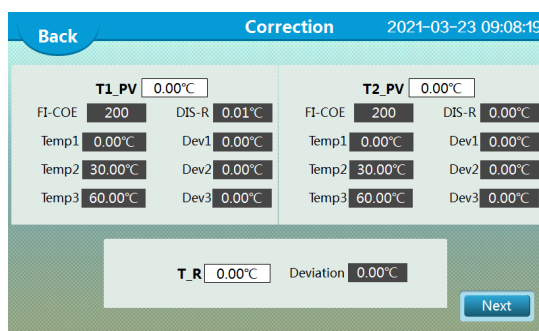 Back
Correction
2021-03-23 09:08:19
T1_PV 0.00℃
FI-COE 200 DIS-R 0.01℃
Temp1 0.00℃ Dev1 0.00℃
Temp2 30.00℃ Dev2 0.00℃
Temp3 60.00℃ Dev3 0.00℃
T2_PV 0.00℃
FI-COE 200 DIS-R 0.00℃
Temp1 0.00℃ Dev1 0.00℃
Temp2 30.00℃ Dev2 0.00℃
Temp3 60.00℃ Dev3 0.00℃
T_R 0.00℃ Deviation 0.00℃
Next